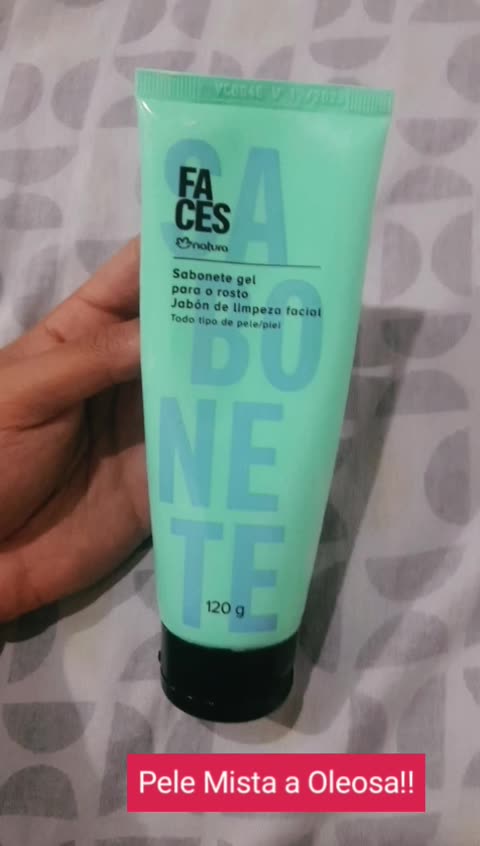 FA
CES
natura
Sabonete gel
para o rosto
Jabón de limpeza facial
Todo tipo de pele/piel
SA
BO
NE
TE
120 g
Pele Mista a Oleosa!!